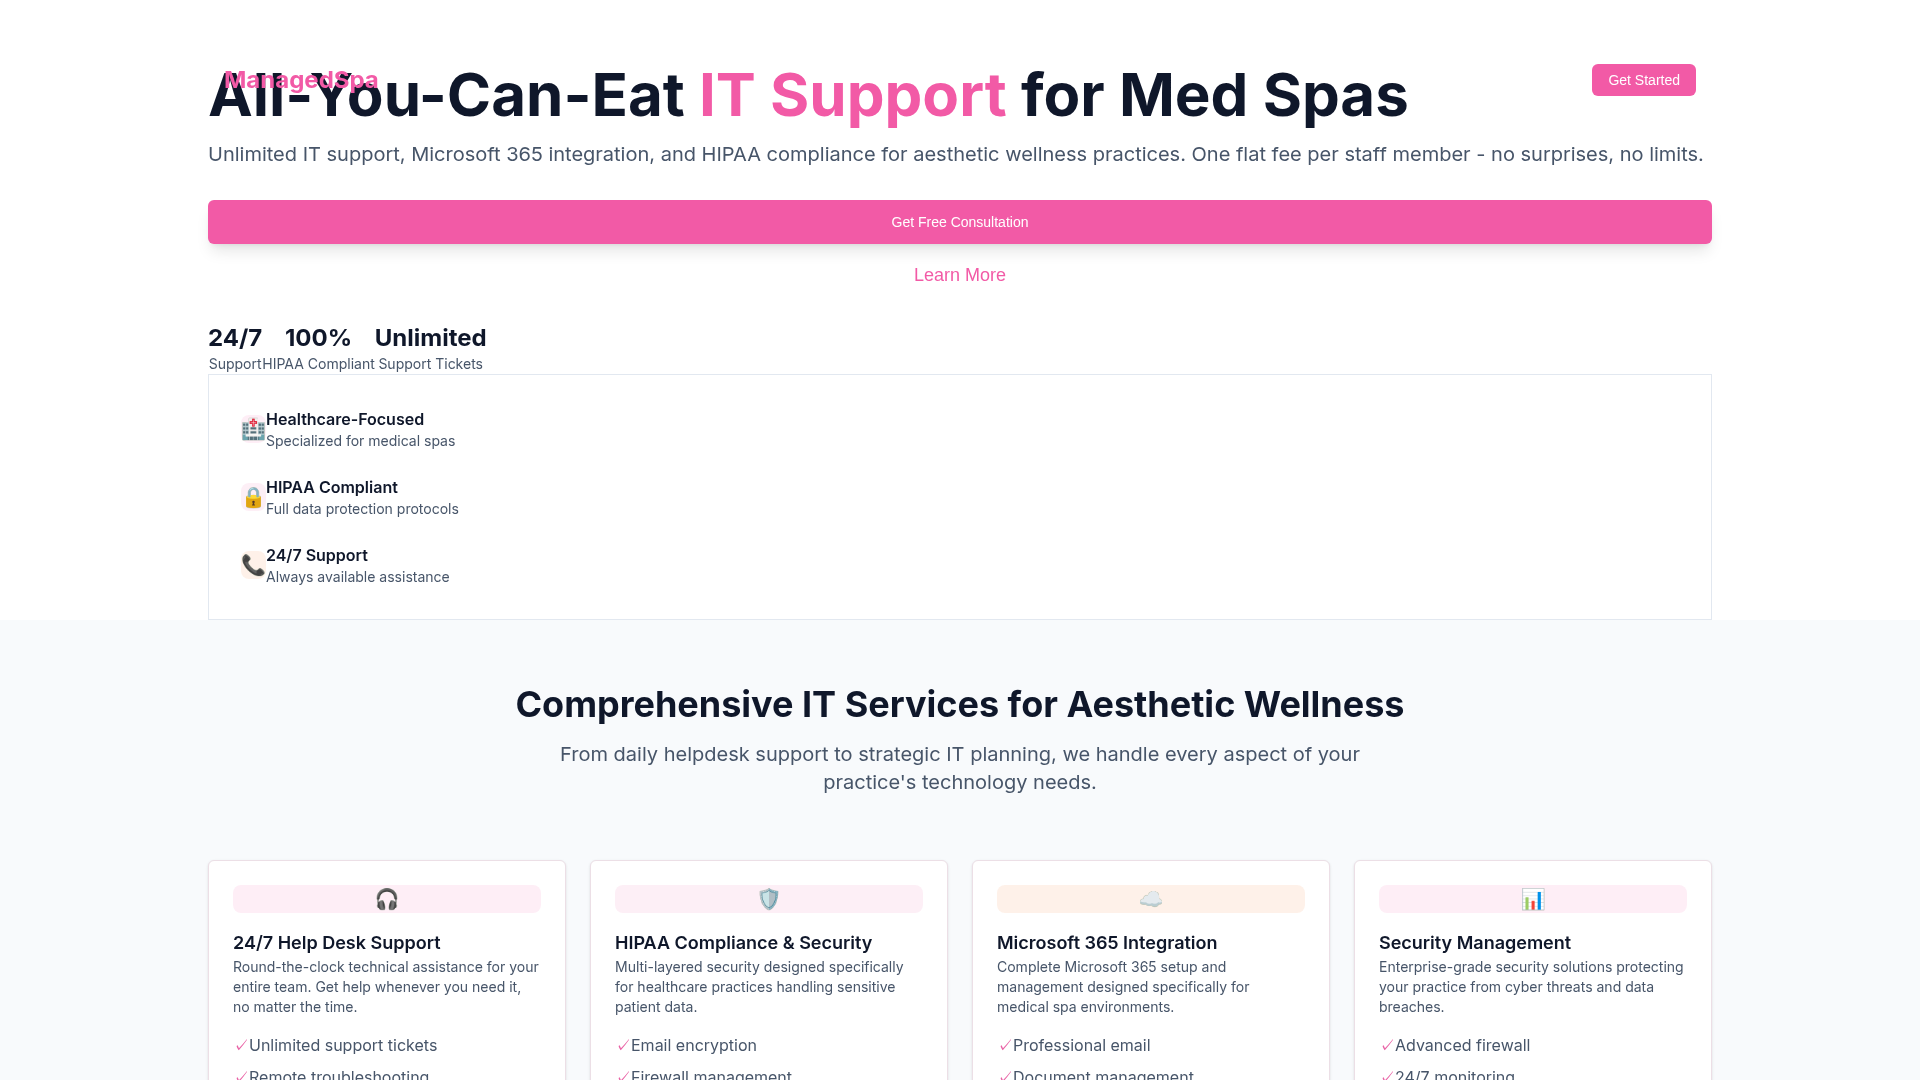 ManagedSpa
Get Started
All-You-Can-Eat IT Support for Med Spas
Unlimited IT support, Microsoft 365 integration, and HIPAA compliance for aesthetic wellness practices. One flat fee per staff member - no surprises, no limits.
Get Free Consultation
Learn More
24/7 100% Unlimited
Support HIPAA Compliant Support Tickets
Healthcare-Focused
Specialized for medical spas
HIPAA Compliant
Full data protection protocols
24/7 Support
Always available assistance
Comprehensive IT Services for Aesthetic Wellness
From daily helpdesk support to strategic IT planning, we handle every aspect of your
practice's technology needs.
24/7 Help Desk Support
Round-the-clock technical assistance for your
entire team. Get help whenever you need it,
no matter the time.
✓Unlimited support tickets
✓Remote troubleshooting
HIPAA Compliance & Security
Multi-layered security designed specifically
for healthcare practices handling sensitive
patient data.
✓Email encryption
✓Firewall management
Microsoft 365 Integration
Complete Microsoft 365 setup and
management designed specifically for
medical spa environments.
✓Professional email
✓Document management
Security Management
Enterprise-grade security solutions protecting
your practice from cyber threats and data
breaches.
✓Advanced firewall
✓24/7 monitoring